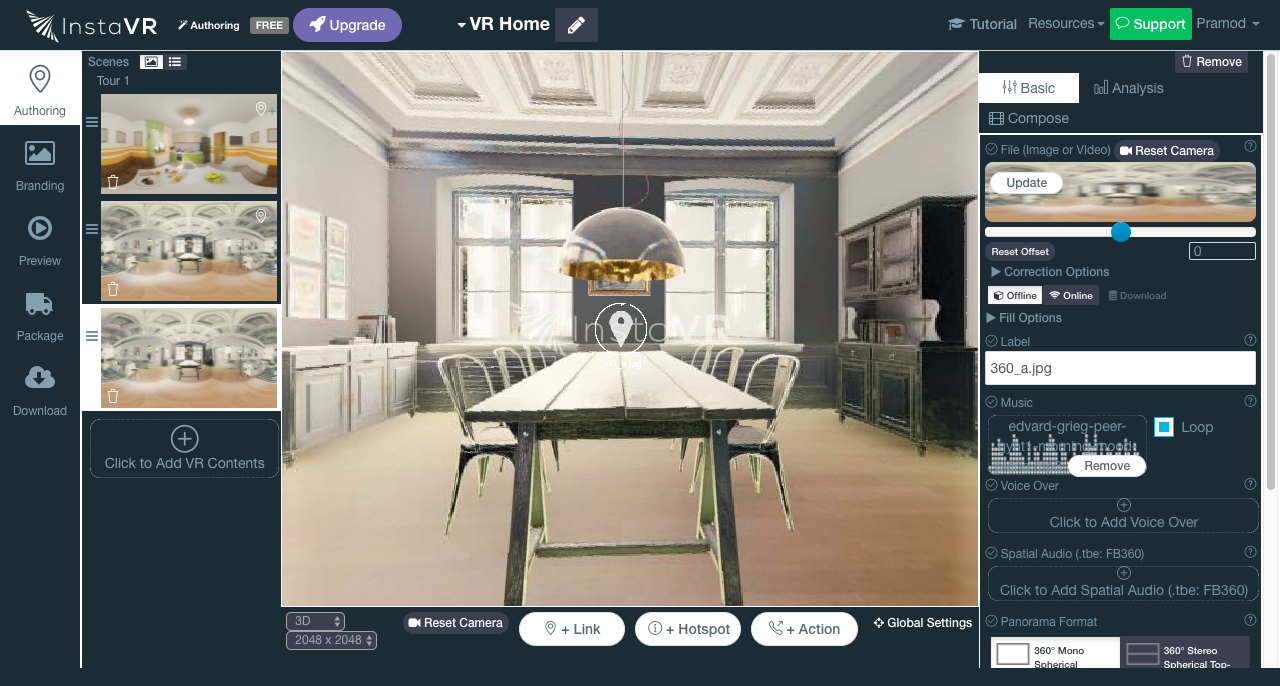 InstaVR
Authoring
FREE
Upgrade
VR Home
Tutorial
Resources
Support
Pramod
Authoring
Branding
Preview
Package
Download
Scenes
Tour 1
Click to Add VR Contents
InstaVR
3D
2048 x 2048
Reset Camera
+ Link
+ Hotspot
+ Action
Global Settings
Remove
Basic
Analysis
Compose
File (Image or VIdeo)
Reset Camera
Update
Reset Offset
0
Correction Options
Offline
Online
Download
Fill Options
Label
360_a.jpg
Music
edvard-grieg-peer-
Loop
Remove
Voice Over
Click to Add Voice Over
Spatial Audio (.tbe: FB360)
Click to Add Spatial Audio (.tbe: FB360)
Panorama Format
360° Mono
Spherical
360° Stereo
Spherical Top-